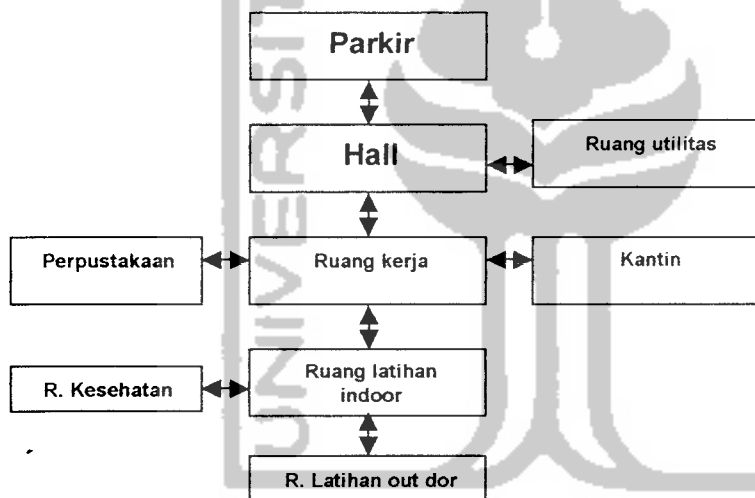 Parkir
Hall
Ruang utilitas
Perpustakaan
Ruang kerja
Kantin
R. Kesehatan
Ruang latihan
indoor
R. Latihan out dor